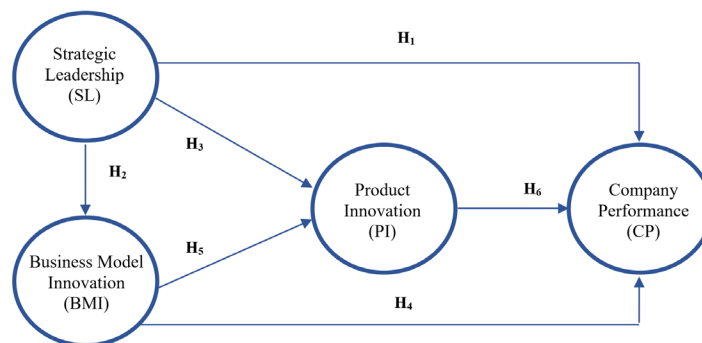 H₁
Strategic
Leadership
(SL)
H₃
H₂
Product
Innovation
(PI)
H₆
Company
Performance
(CP)
H₅
Business Model
Innovation
(BMI)
H₄